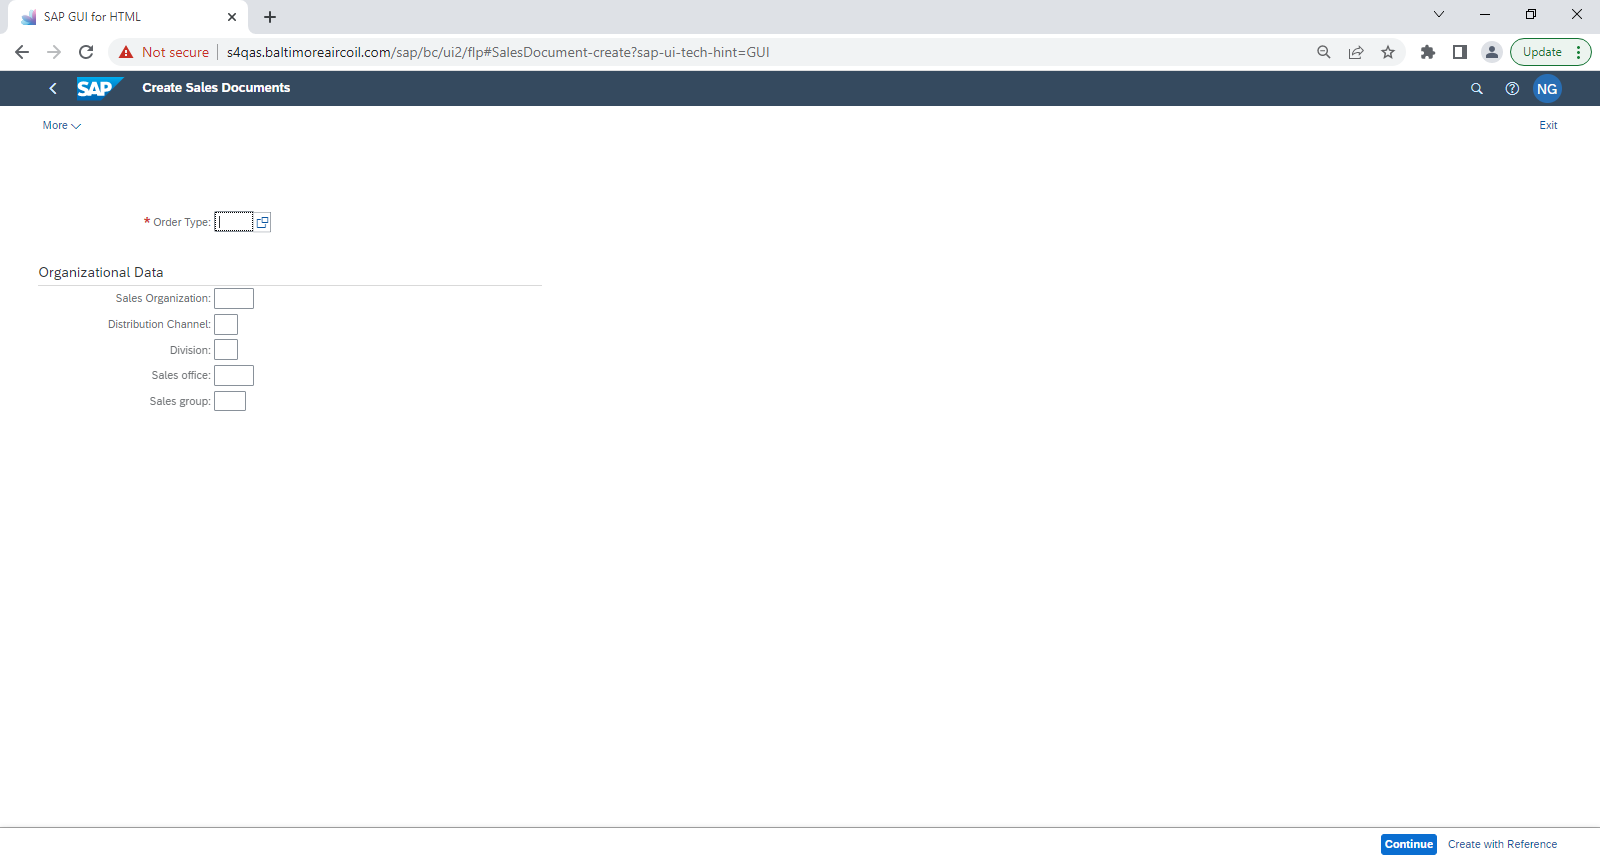 SAP GUI for HTML
Not secure s4qas.baltimoreaircoil.com/sap/bc/ui2/flp#SalesDocument-create?sap-ui-tech-hint=GUI Update
SAP Create Sales Documents NG
More Exit
* Order Type:
Organizational Data
Sales Organization:
Distribution Channel:
Division:
Sales office:
Sales group:
Continue Create with Reference